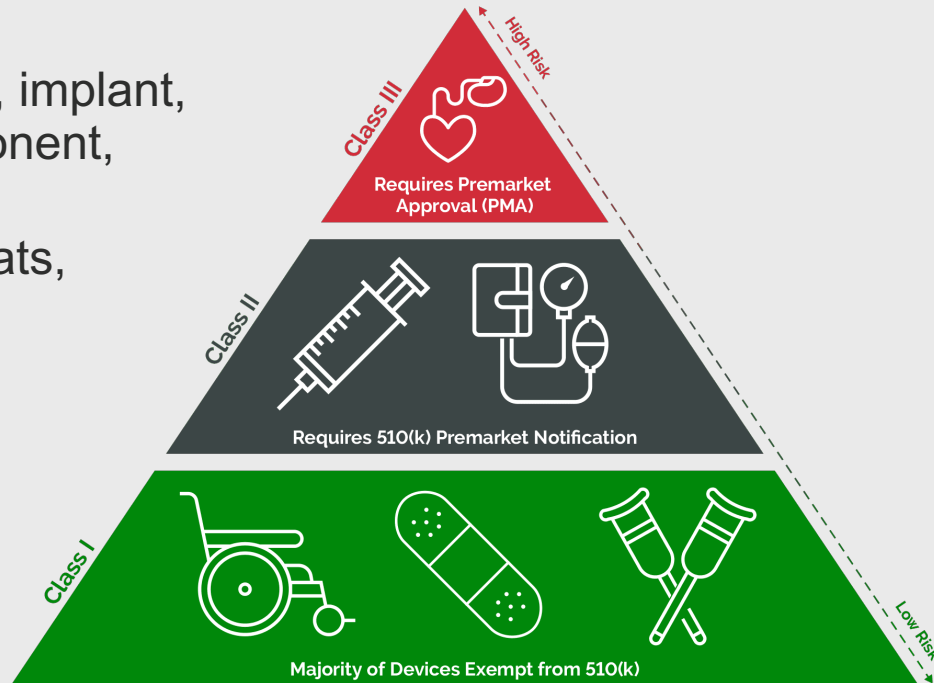 , implant,
onent,
ats,
High Risk
Class III
Requires Premarket
Approval (PMA)
Class II
Requires 510(k) Premarket Notification
Class I
Majority of Devices Exempt from 510(k)
Low Risk